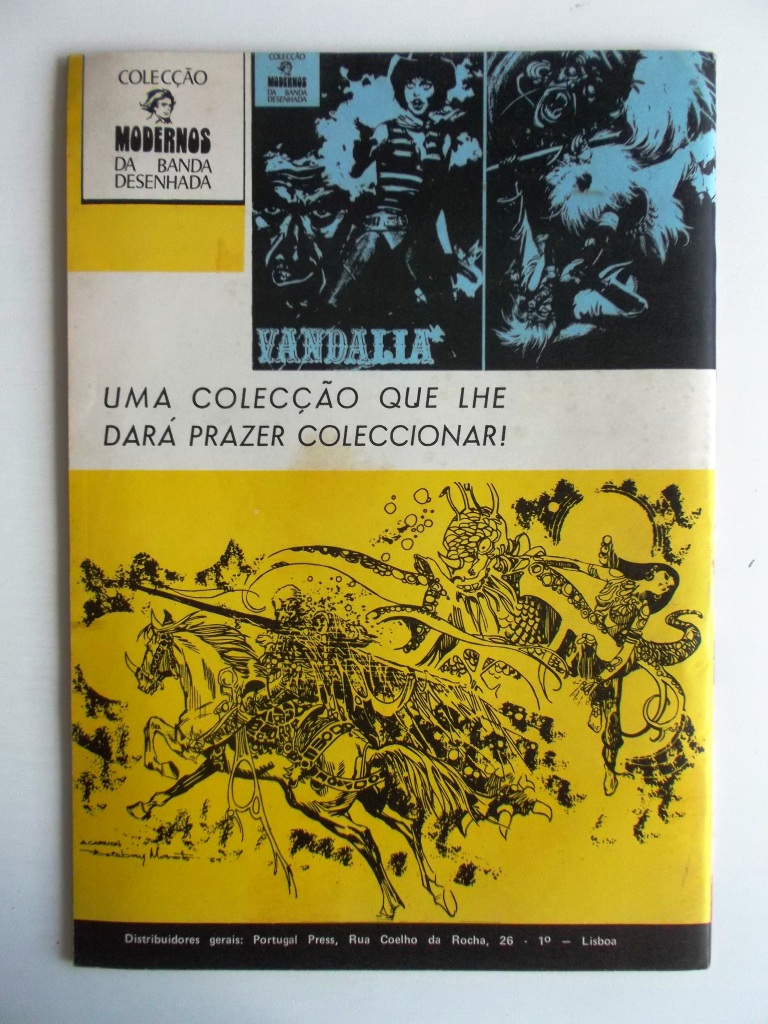 COLECÇÃO
MODERNOS
DA BANDA
DESENHADA
COLECÇÃO
MODERNOS
DA BANDA
DESENHADA
VANDALIA
UMA COLECÇÃO QUE LHE
DARÁ PRAZER COLECCIONAR!
Distribuidores gerais: Portugal Press, Rua Coelho da Rocha, 26 - 1º — Lisboa